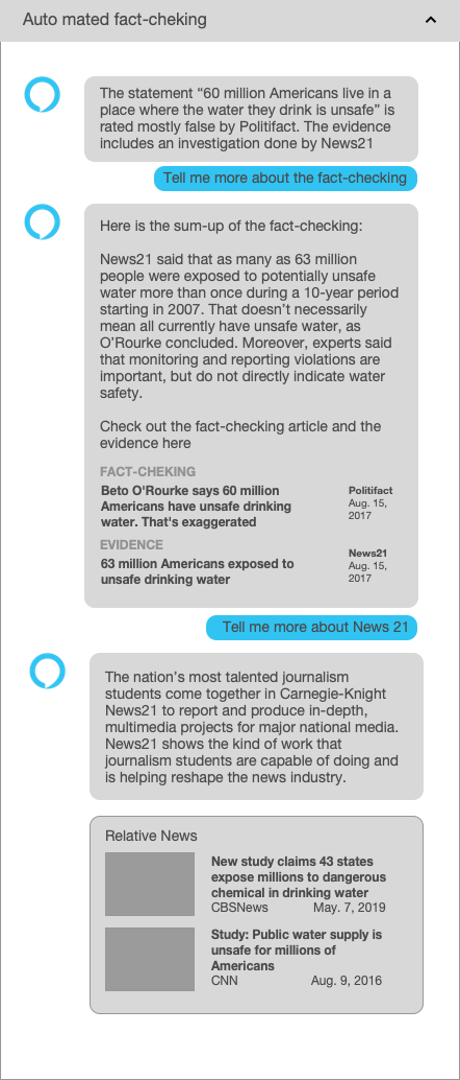 Auto mated fact-cheking
The statement “60 million Americans live in a
place where the water they drink is unsafe” is
rated mostly false by Politifact. The evidence
includes an investigation done by News21
Tell me more about the fact-checking
Here is the sum-up of the fact-checking:
News21 said that as many as 63 million
people were exposed to potentially unsafe
water more than once during a 10-year period
starting in 2007. That doesn’t necessarily
mean all currently have unsafe water, as
O’Rourke concluded. Moreover, experts said
that monitoring and reporting violations are
important, but do not directly indicate water
safety.
Check out the fact-checking article and the
evidence here
FACT-CHEKING
Beto O'Rourke says 60 million
Americans have unsafe drinking
water. That's exaggerated
Politifact
Aug. 15,
2017
EVIDENCE
63 million Americans exposed to
unsafe drinking water
News21
Aug. 15,
2017
Tell me more about News 21
The nation’s most talented journalism
students come together in Carnegie-Knight
News21 to report and produce in-depth,
multimedia projects for major national media.
News21 shows the kind of work that
journalism students are capable of doing and
is helping reshape the news industry.
Relative News
New study claims 43 states
expose millions to dangerous
chemical in drinking water
CBSNews May. 7, 2019
Study: Public water supply is
unsafe for millions of
Americans
CNN Aug. 9, 2016